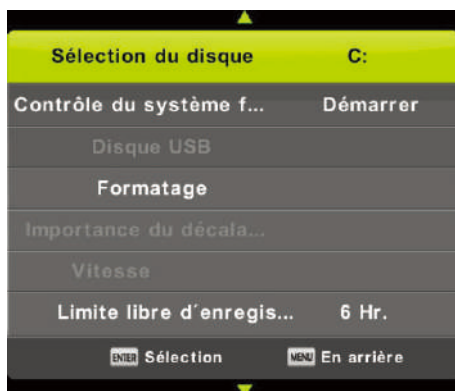 Sélection du disque C:
Contrôle du système f... Démarrer
Disque USB
Formatage
Importance du décala...
Vitesse
Limite libre d´enregis... 6 Hr.
ENTER Sélection MENU En arrière